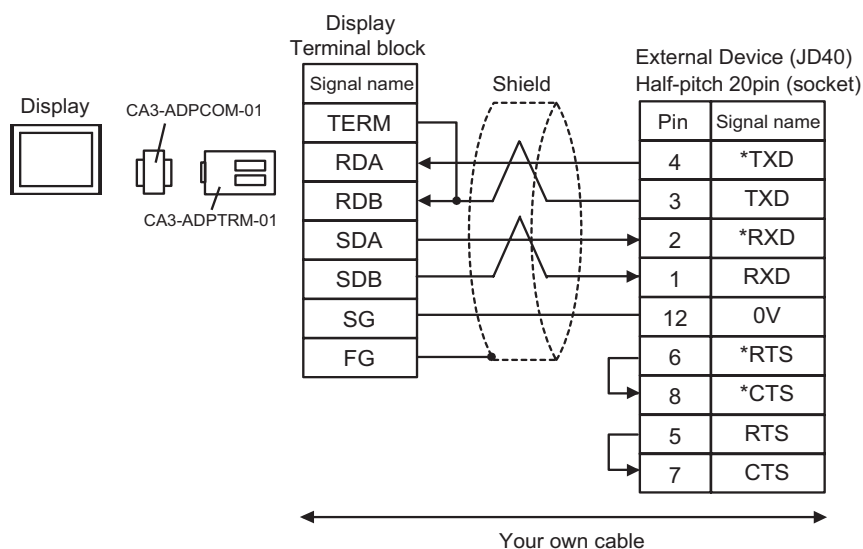 Display
Terminal block
External Device (JD40)
Half-pitch 20pin (socket)
Display
CA3-ADPCOM-01
CA3-ADPTRM-01
Shield
Signal name
TERM
RDA
RDB
SDA
SDB
SG
FG
Pin Signal name
4 *TXD
3 TXD
2 *RXD
1 RXD
12 0V
6 *RTS
8 *CTS
5 RTS
7 CTS
Your own cable